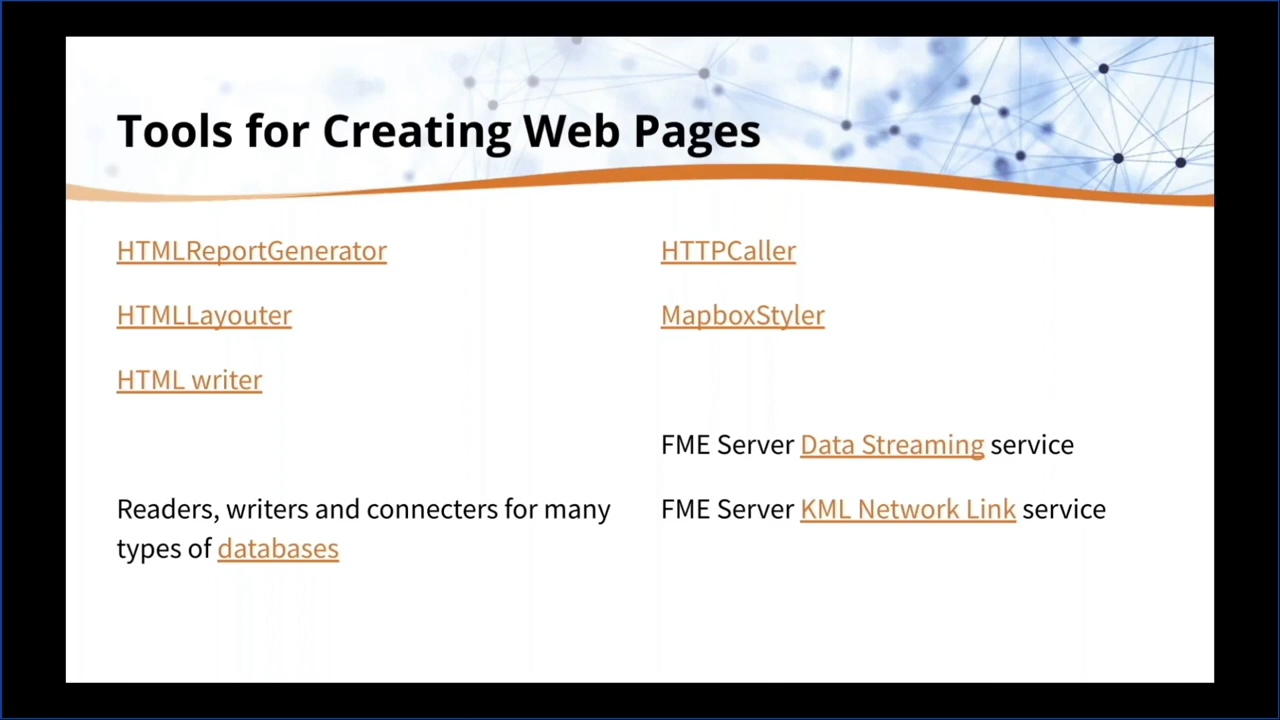 Tools for Creating Web Pages
HTMLReportGenerator
HTMLLayouter
HTML writer
Readers, writers and connecters for many
types of databases
HTTPCaller
MapboxStyler
FME Server Data Streaming service
FME Server KML Network Link service